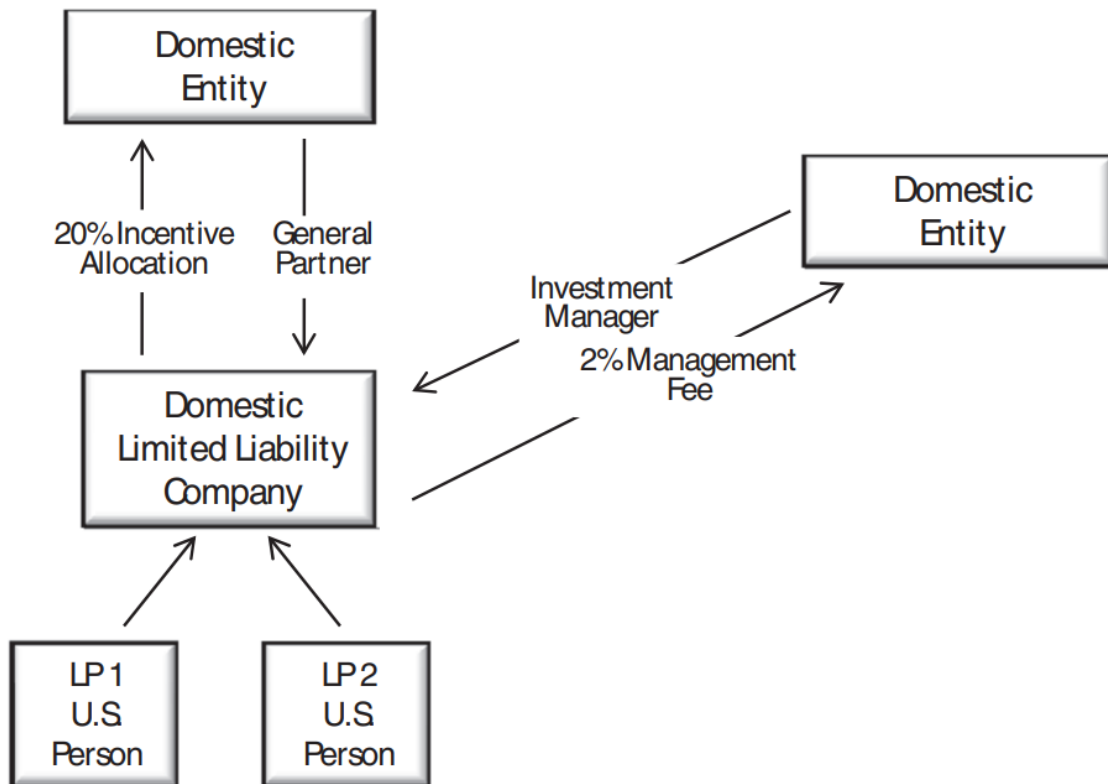 Domestic
Entity
20% Incentive
Allocation
General
Partner
Domestic
Entity
Investment
Manager
2% Management
Fee
Domestic
Limited Liability
Company
LP 1
U.S.
Person
LP 2
U.S.
Person